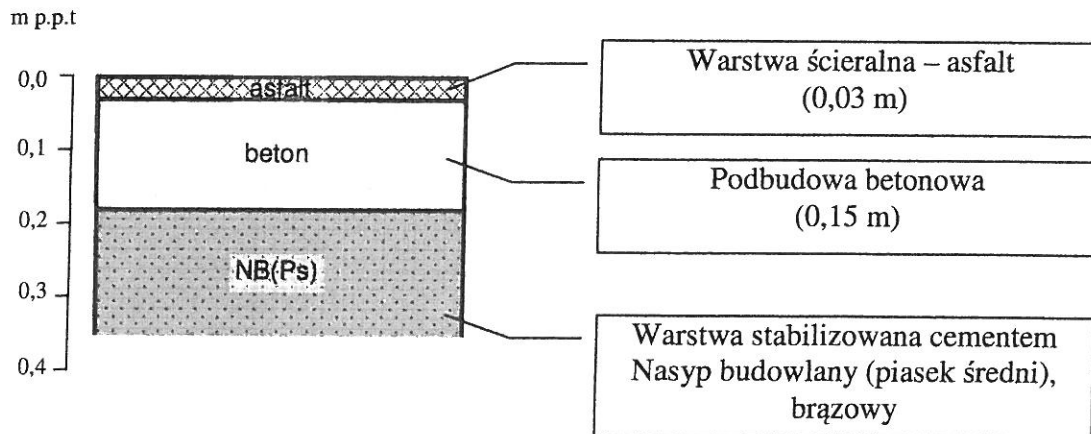 m p.p.t
0,0
0,1
0,2
0,3
0,4
asfalt
beton
NB(Ps)
Warstwa ścieralna – asfalt
(0,03 m)
Podbudowa betonowa
(0,15 m)
Warstwa stabilizowana cementem
Nasyp budowlany (piasek średni),
brązowy